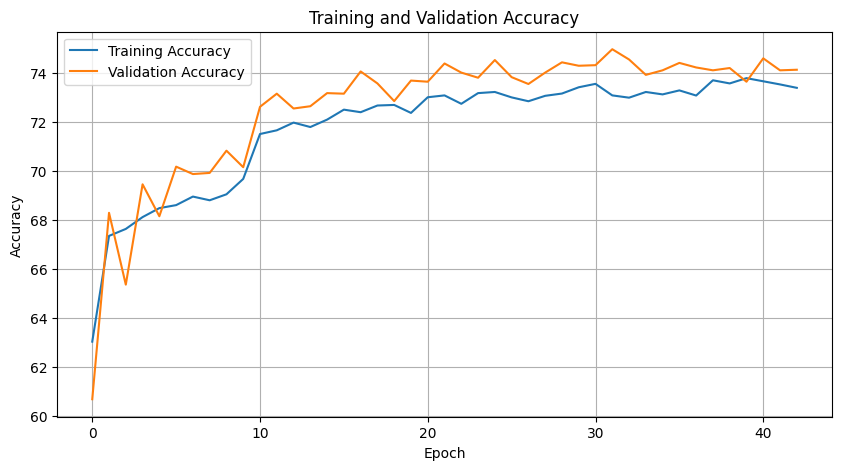 Training and Validation Accuracy
Training Accuracy
Validation Accuracy
Accuracy
74
72
70
68
66
64
62
60
0 10 20 30 40
Epoch